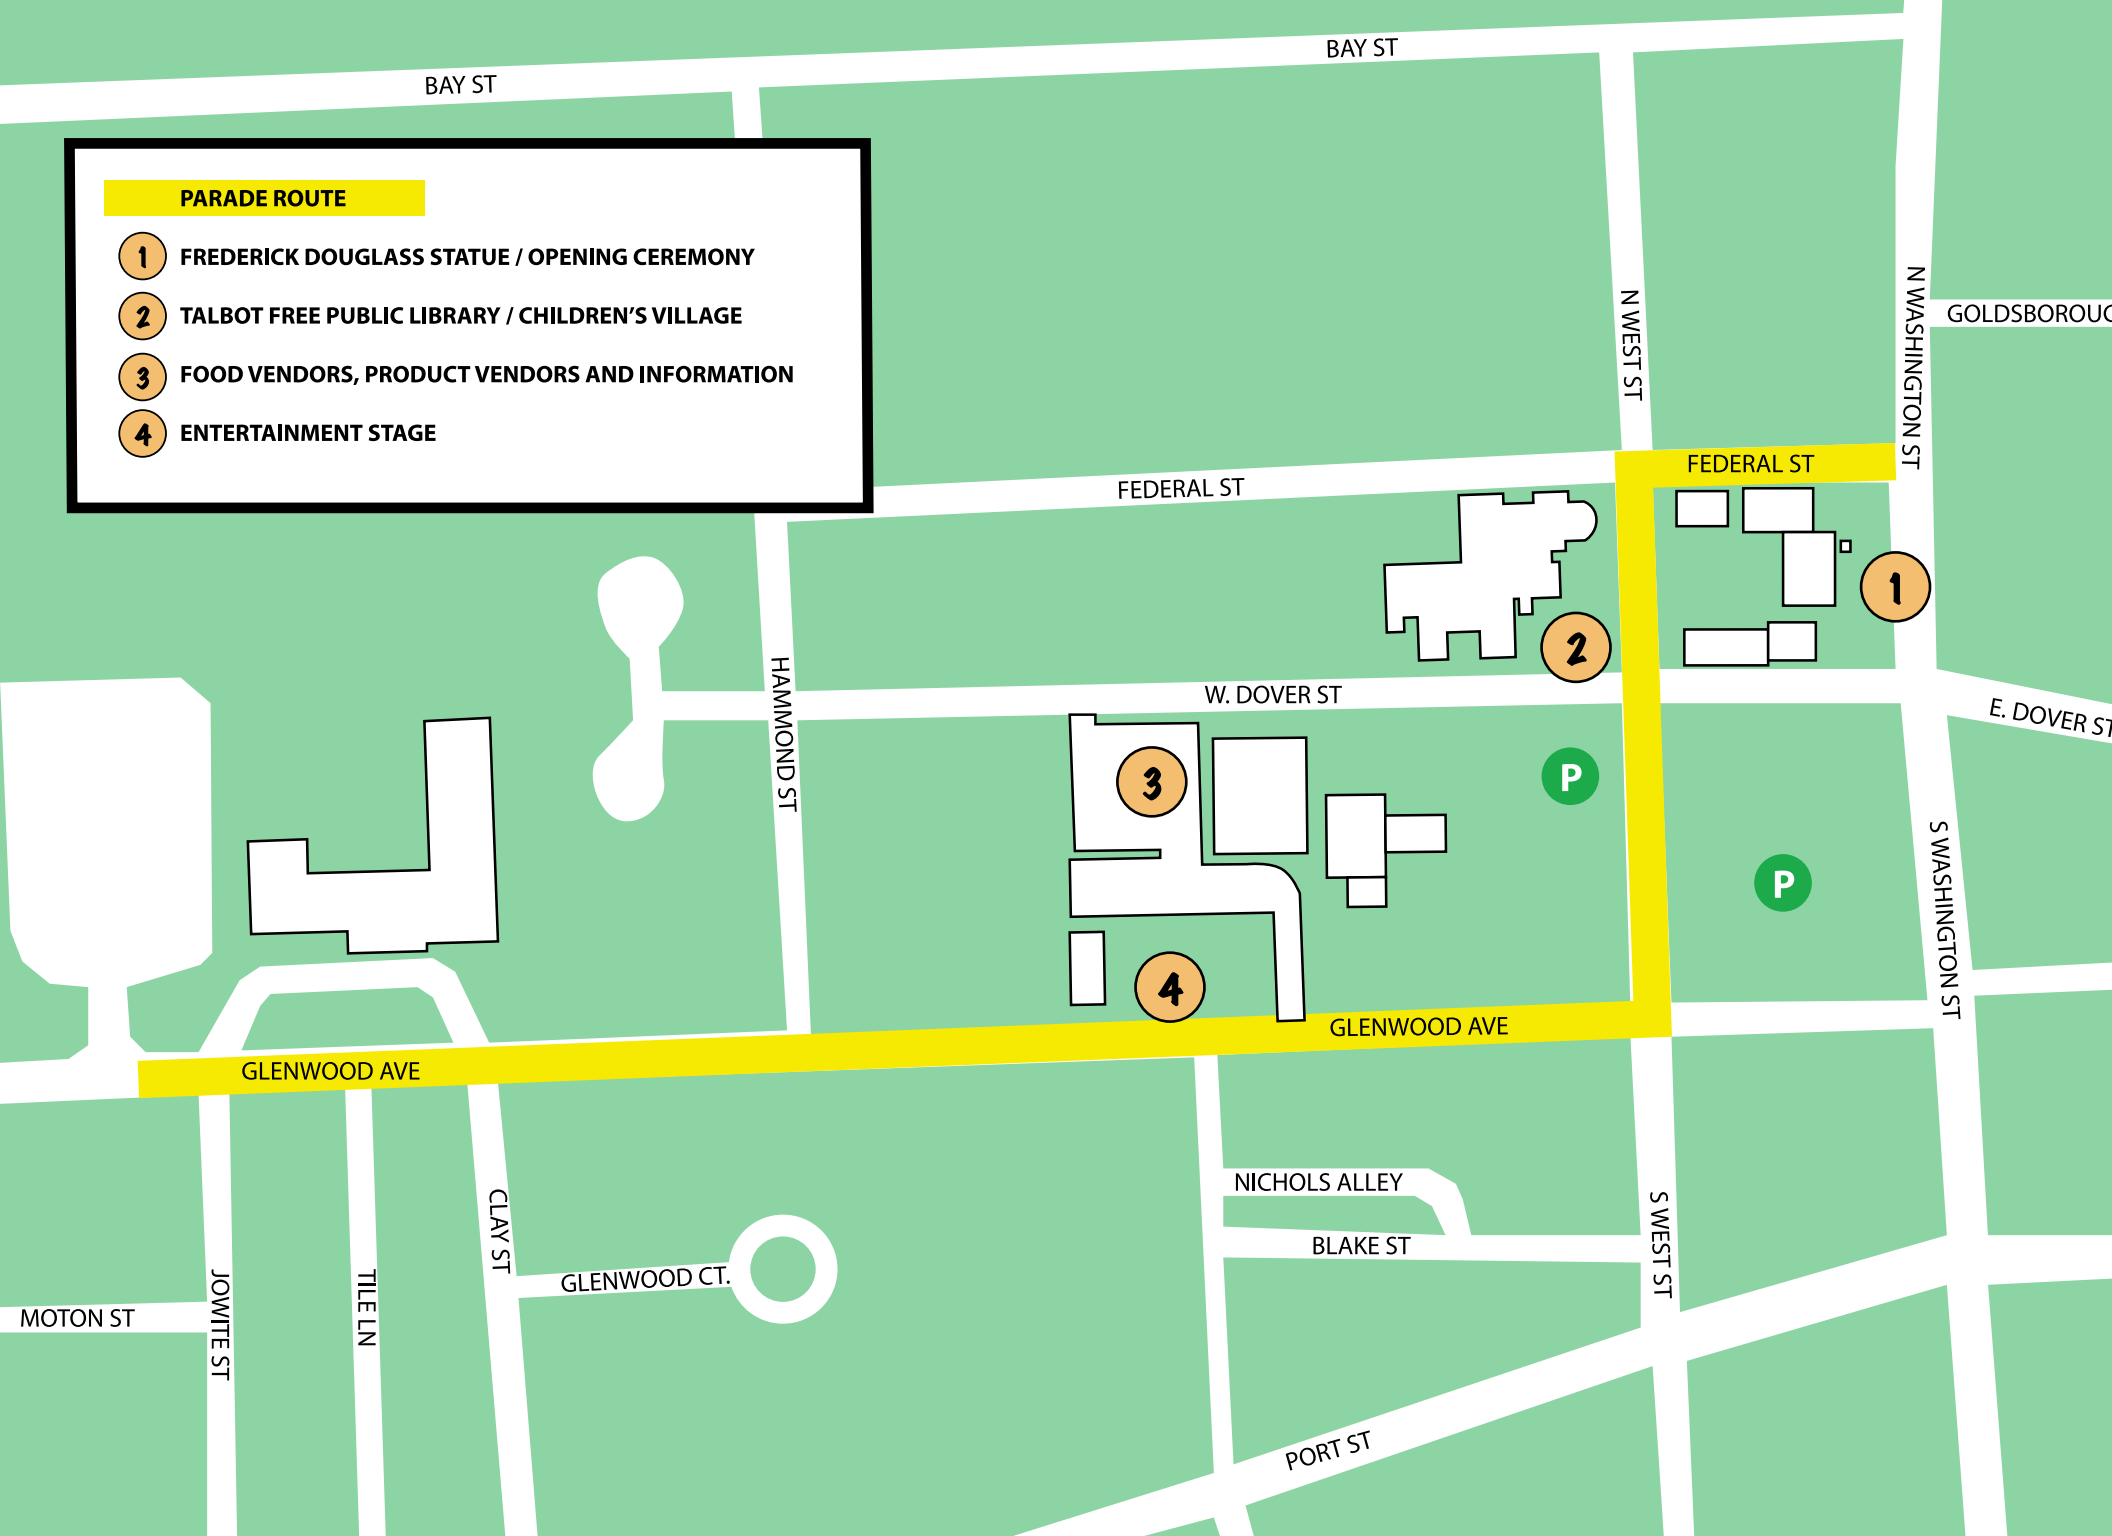 BAY ST
BAY ST
PARADE ROUTE
1 FREDERICK DOUGLASS STATUE / OPENING CEREMONY
2 TALBOT FREE PUBLIC LIBRARY / CHILDREN'S VILLAGE
3 FOOD VENDORS, PRODUCT VENDORS AND INFORMATION
4 ENTERTAINMENT STAGE
N WEST ST
N WASHINGTON ST
GOLDSBOROUG
FEDERAL ST
FEDERAL ST
1
2
HAMMOND ST
W. DOVER ST
E. DOVER ST
3
P
P
S WASHINGTON ST
4
GLENWOOD AVE
GLENWOOD AVE
NICHOLS ALLEY
CLAY ST
S WEST ST
BLAKE ST
GLENWOOD CT.
MOTON ST
JOWITE ST
TILE LN
PORT ST